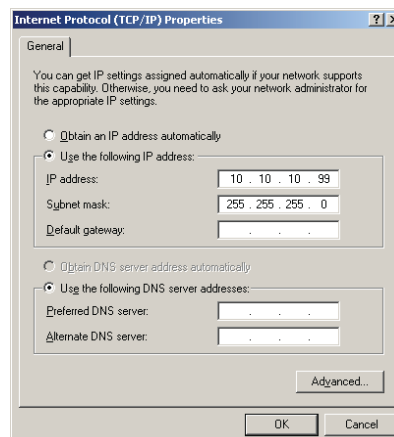 Internet Protocol (TCP/IP) Properties
General
You can get IP settings assigned automatically if your network supports
this capability. Otherwise, you need to ask your network administrator for
the appropriate IP settings.
Obtain an IP address automatically
Use the following IP address:
IP address: 10 . 10 . 10 . 99
Subnet mask: 255 . 255 . 255 . 0
Default gateway: . . .
Obtain DNS server address automatically
Use the following DNS server addresses:
Preferred DNS server: . . .
Alternate DNS server: . . .
Advanced...
OK Cancel